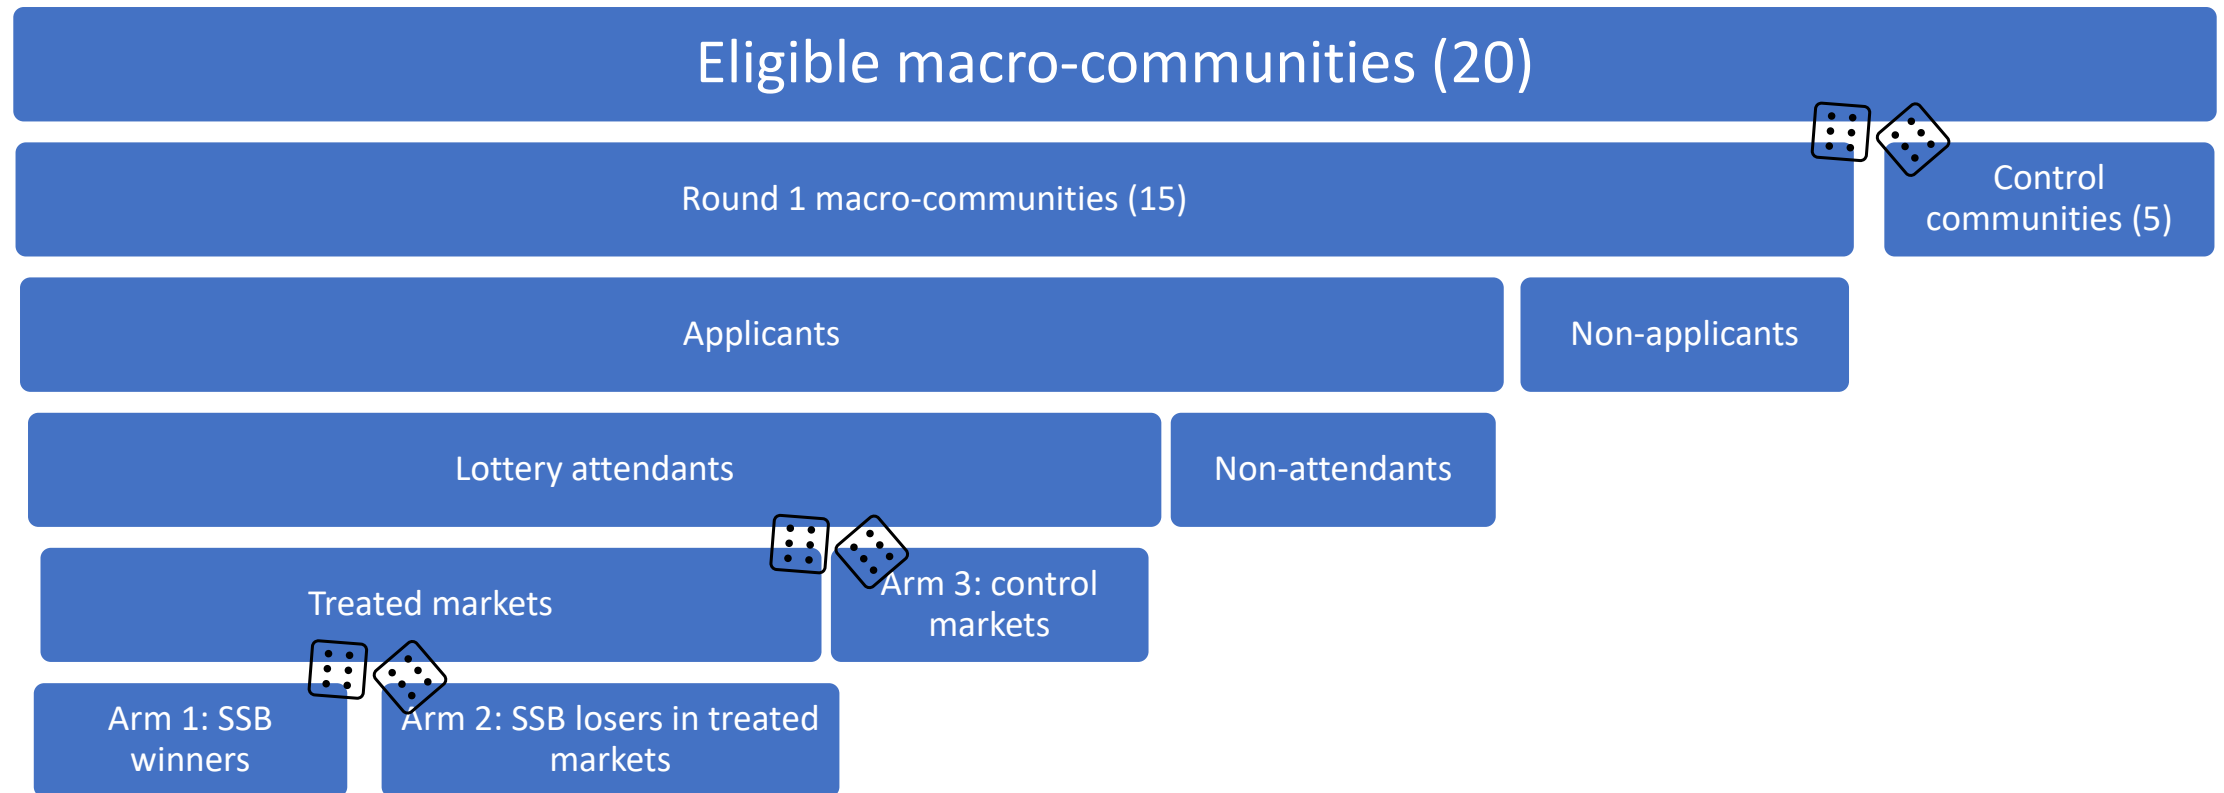 Eligible macro-communities (20)
Round 1 macro-communities (15)
Control
communities (5)
Applicants
Non-applicants
Lottery attendants
Non-attendants
Treated markets
Arm 3: control
markets
Arm 1: SSB
winners
Arm 2: SSB losers in treated
markets